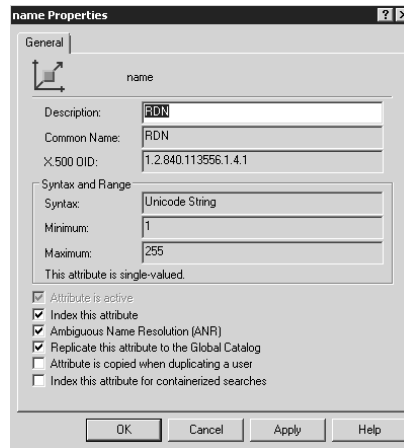 name Properties
General
name
Description: RDN
Common Name: RDN
X.500 OID: 1.2.840.113556.1.4.1
Syntax and Range
Syntax: Unicode String
Minimum: 1
Maximum: 255
This attribute is single-valued.
Attribute is active
Index this attribute
Ambiguous Name Resolution (ANR)
Replicate this attribute to the Global Catalog
Attribute is copied when duplicating a user
Index this attribute for containerized searches
OK Cancel Apply Help